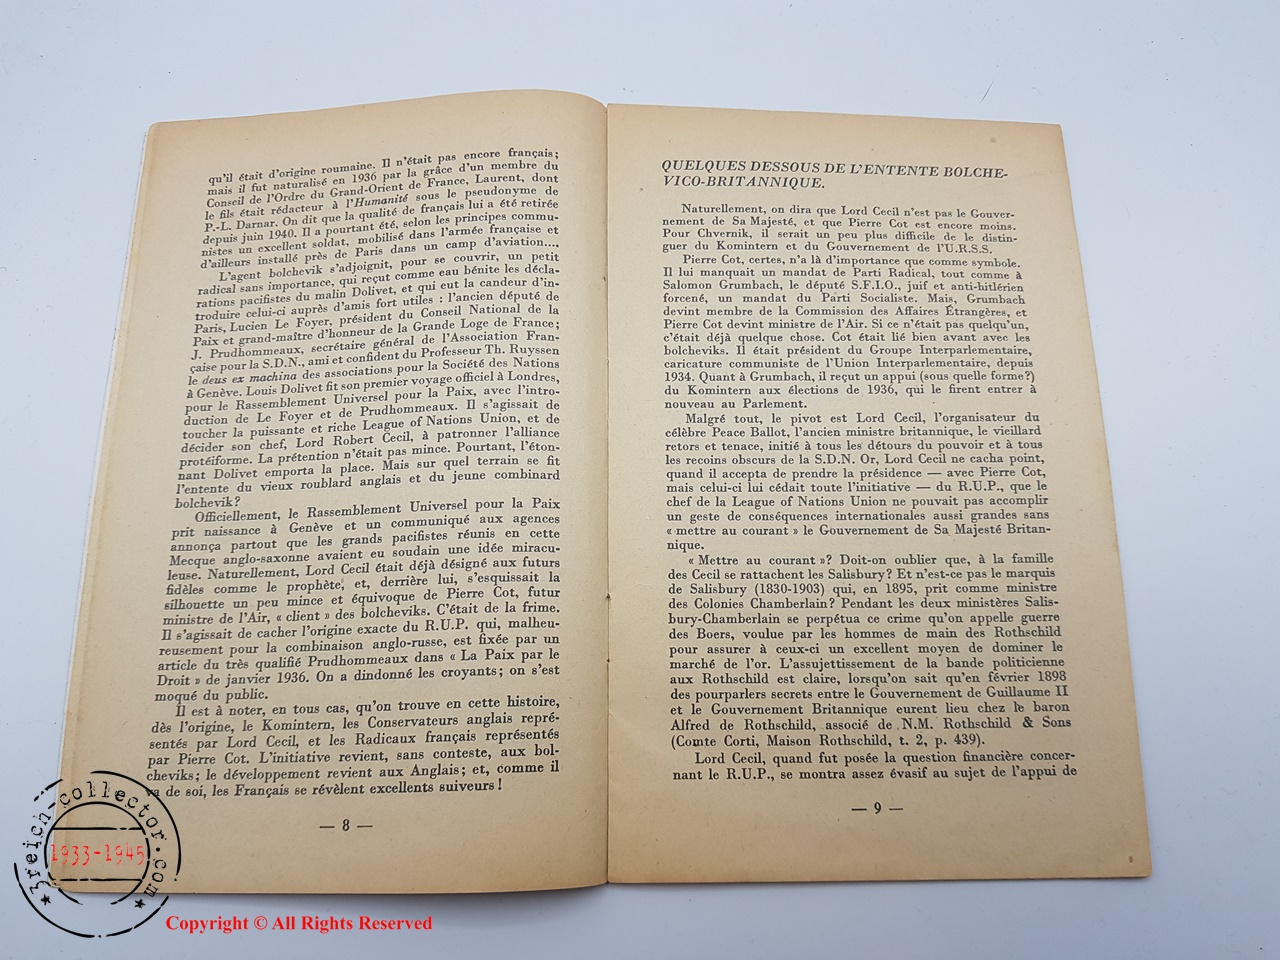 qu'il était d'origine roumaine. Il n'était pas encore français;
mais il fut naturalisé en 1936 par la grâce d'un membre du
Conseil de l'Ordre du Grand-Orient de France, Laurent, dont
le fils était rédacteur à l'Humanité sous le pseudonyme de
P.-L. Darnar. On dit que la qualité de français lui a été retirée
depuis juin 1940. Il a pourtant été, selon les principes commu-
nistes un excellent soldat, mobilisé dans l'armée française et
d'ailleurs installé près de Paris dans un camp d'aviation...,
L'agent bolchevik s'adjoignit, pour se couvrir, un petit
radical sans importance, qui reçut comme eau bénite les décla-
rations pacifistes du malin Dolivet, et qui eut la candeur d'in-
troduire celui-ci auprès d'amis fort utiles : l'ancien député de
Paris, Lucien Le Foyer, président du Conseil National de la
Paix et grand-maître d'honneur de la Grande Loge de France;
J. Prudhommeaux, secrétaire général de l'Association Fran-
çaise pour la S.D.N., ami et confident du Professeur Th. Ruyssen
le deus ex machina des associations pour la Société des Nations
à Genève. Louis Dolivet fit son premier voyage officiel à Londres,
pour le Rassemblement Universel pour la Paix, avec l'intro-
duction de Le Foyer et de Prudhommeaux. Il s'agissait de
toucher la puissante et riche League of Nations Union, et de
décider son chef, Lord Robert Cecil, à patronner l'alliance
protéiforme. La prétention n'était pas mince. Pourtant, l'éton-
nant Dolivet emporta la place. Mais sur quel terrain se fit
l'entente du vieux roublard anglais et du jeune combinard
bolchevik?
Officiellement, le Rassemblement Universel pour la Paix
prit naissance à Genève et un communiqué aux agences
annonça partout que les grands pacifistes réunis en cette
Mecque anglo-saxonne avaient eu soudain une idée miracu-
leuse. Naturellement, Lord Cecil était déjà désigné aux futurs
fidèles comme le prophète, et, derrière lui, s'esquissait la
silhouette un peu mince et équivoque de Pierre Cot, futur
ministre de l'Air, « client » des bolcheviks. C'était de la frime.
Il s'agissait de cacher l'origine exacte du R.U.P. qui, malheu-
reusement pour la combinaison anglo-russe, est fixée par un
article du très qualifié Prudhommeaux dans « La Paix par le
Droit » de janvier 1936. On a dindonné les croyants; on s'est
moqué du public.
Il est à noter, en tous cas, qu'on trouve en cette histoire,
dès l'origine, le Komintern, les Conservateurs anglais repré-
sentés par Lord Cecil, et les Radicaux français représentés
par Pierre Cot. L'initiative revient, sans conteste, aux bol-
cheviks; le développement revient aux Anglais; et, comme il
va de soi, les Français se révèlent excellents suiveurs!
— 8 —
QUELQUES DESSOUS DE L'ENTENTE BOLCHE-
VICO-BRITANNIQUE.
Naturellement, on dira que Lord Cecil n'est pas le Gouver-
nement de Sa Majesté, et que Pierre Cot est encore moins.
Pour Chvernik, il serait un peu plus difficile de le distin-
guer du Komintern et du Gouvernement de l'U.R.S.S.
Pierre Cot, certes, n'a là d'importance que comme symbole.
Il lui manquait un mandat de Parti Radical, tout comme à
Salomon Grumbach, le député S.F.I.O., juif et anti-hitlérien
forcené, un mandat du Parti Socialiste. Mais, Grumbach
devint membre de la Commission des Affaires Étrangères, et
Pierre Cot devint ministre de l'Air. Si ce n'était pas quelqu'un,
c'était déjà quelque chose. Cot était lié bien avant avec les
bolcheviks. Il était président du Groupe Interparlementaire,
caricature communiste de l'Union Interparlementaire, depuis
1934. Quant à Grumbach, il reçut un appui (sous quelle forme?)
du Komintern aux élections de 1936, qui le firent entrer à
nouveau au Parlement.
Malgré tout, le pivot est Lord Cecil, l'organisateur du
célèbre Peace Ballot, l'ancien ministre britannique, le vieillard
retors et tenace, initié à tous les détours du pouvoir et à tous
les recoins obscurs de la S.D.N. Or, Lord Cecil ne cacha point,
quand il accepta de prendre la présidence — avec Pierre Cot,
mais celui-ci lui cédait toute l'initiative — du R.U.P., que le
chef de la League of Nations Union ne pouvait pas accomplir
un geste de conséquences internationales aussi grandes sans
« mettre au courant » le Gouvernement de Sa Majesté Britan-
nique.
« Mettre au courant »? Doit-on oublier que, à la famille
des Cecil se rattachent les Salisbury? Et n'est-ce pas le marquis
de Salisbury (1830-1903) qui, en 1895, prit comme ministre
des Colonies Chamberlain? Pendant les deux ministères Salis-
bury-Chamberlain se perpétua ce crime qu'on appelle guerre
des Boers, voulue par les hommes de main des Rothschild
pour assurer à ceux-ci un excellent moyen de dominer le
marché de l'or. L'assujettissement de la bande politicienne
aux Rothschild est claire, lorsqu'on sait qu'en février 1898
des pourparlers secrets entre le Gouvernement de Guillaume II
et le Gouvernement Britannique eurent lieu chez le baron
Alfred de Rothschild, associé de N.M. Rothschild & Sons
(Comte Corti, Maison Rothschild, t. 2, p. 439).
Lord Cecil, quand fut posée la question financière concer-
nant le R.U.P., se montra assez évasif au sujet de l'appui de
— 9 —
3reich-collector.com
1933-1945
Copyright © All Rights Reserved